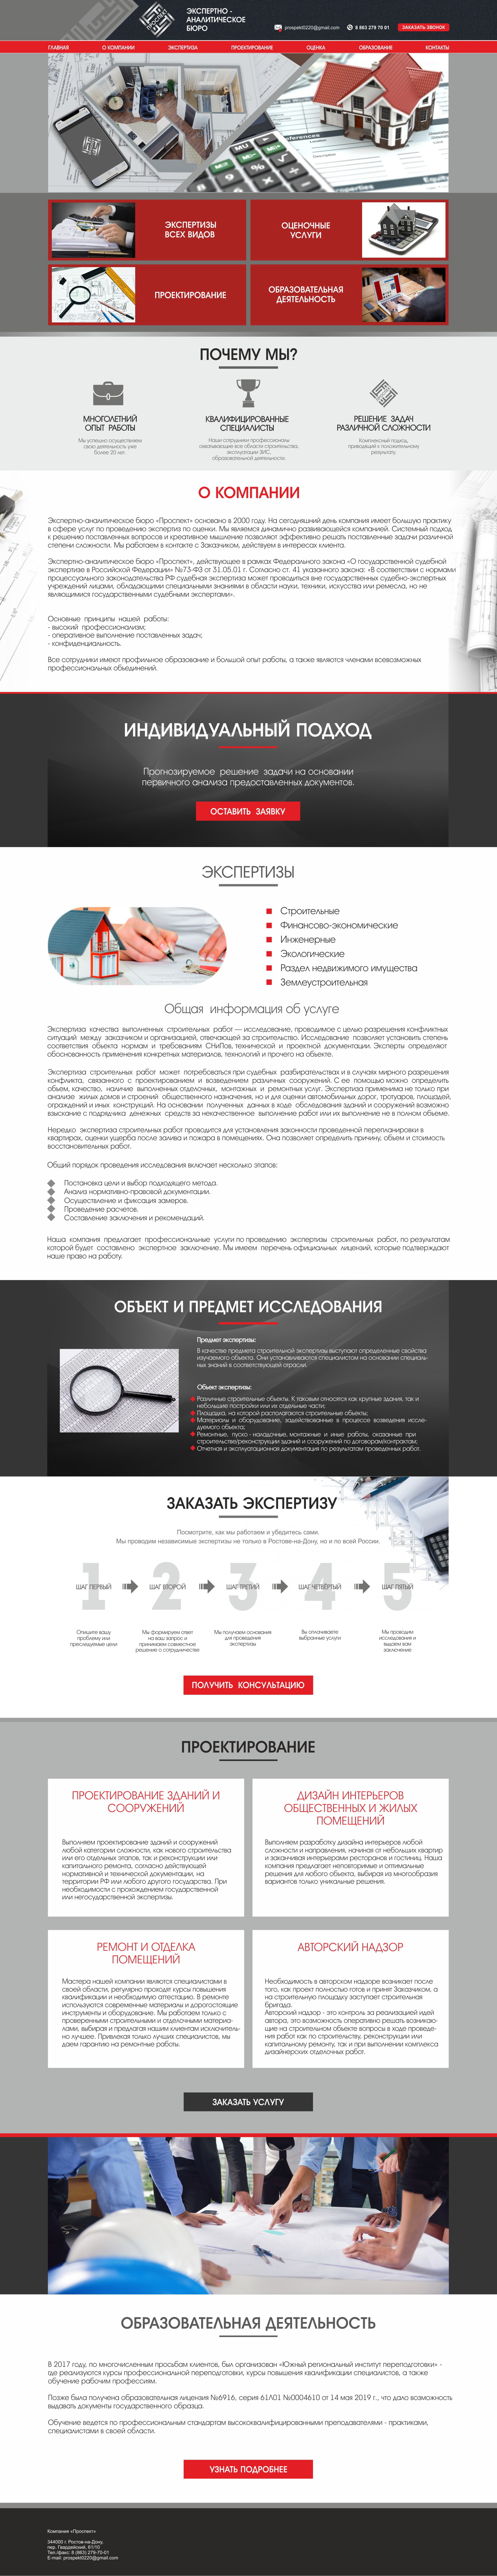 ПРОСПЕКТ
ЭКСПЕРТНО -
АНАЛИТИЧЕСКОЕ
БЮРО
prospekt0220@gmail.com
8 863 279 70 01
ЗАКАЗАТЬ ЗВОНОК
ГЛАВНАЯ О КОМПАНИИ ЭКСПЕРТИЗА ПРОЕКТИРОВАНИЕ ОЦЕНКА ОБРАЗОВАНИЕ КОНТАКТЫ
ЭКСПЕРТИЗЫ
ВСЕХ ВИДОВ
ОЦЕНОЧНЫЕ
УСЛУГИ
ПРОЕКТИРОВАНИЕ
ОБРАЗОВАТЕЛЬНАЯ
ДЕЯТЕЛЬНОСТЬ
ПОЧЕМУ МЫ?
МНОГОЛЕТНИЙ
ОПЫТ РАБОТЫ
Мы успешно осуществляем
свою деятельность уже
более 20 лет.
КВАЛИФИЦИРОВАННЫЕ
СПЕЦИАЛИСТЫ
Наши сотрудники профессионалы
охватывающие все области строительства,
эксплуатации ЗИС,
образовательной деятельности.
РЕШЕНИЕ ЗАДАЧ
РАЗЛИЧНОЙ СЛОЖНОСТИ
Комплексный подход,
приводящий к положительному
результату.
О КОМПАНИИ
Экспертно-аналитическое бюро «Проспект» основано в 2000 году. На сегодняшний день компания имеет большую практику
в сфере услуг по проведению экспертиз по оценки. Мы являемся динамично развивающейся компанией. Системный подход
к решению поставленных вопросов и креативное мышление позволяют эффективно решать поставленные задачи различной
степени сложности. Мы работаем в контакте с Заказчиком, действуем в интересах клиента.
Экспертно-аналитическое бюро «Проспект», действующее в рамках Федерального закона «О государственной судебной
экспертизе в Российской Федерации» №73-ФЗ от 31.05.01 г. Согласно ст. 41 указанного закона: «В соответствии с нормами
процессуального законодательства РФ судебная экспертиза может проводиться вне государственных судебно-экспертных
учреждений лицами, обладающими специальными знаниями в области науки, техники, искусства или ремесла, но не
являющимися государственными судебными экспертами».
Основные принципы нашей работы:
- высокий профессионализм;
- оперативное выполнение поставленных задач;
- конфиденциальность.
Все сотрудники имеют профильное образование и большой опыт работы, а также являются членами всевозможных
профессиональных объединений.
ИНДИВИДУАЛЬНЫЙ ПОДХОД
Прогнозируемое решение задачи на основании
первичного анализа предоставленных документов.
ОСТАВИТЬ ЗАЯВКУ
ЭКСПЕРТИЗЫ
Строительные
Финансово-экономические
Инженерные
Экологические
Раздел недвижимого имущества
Землеустроительная
Общая информация об услуге
Экспертиза качества выполненных строительных работ — исследование, проводимое с целью разрешения конфликтных
ситуаций между заказчиком и организацией, отвечающей за строительство. Исследование позволяет установить степень
соответствия объекта нормам и требованиям СНиПов, технической и проектной документации. Эксперты определяют
обоснованность применения конкретных материалов, технологий и прочего на объекте.
Экспертиза строительных работ может потребоваться при судебных разбирательствах и в случаях мирного разрешения
конфликта, связанного с проектированием и возведением различных сооружений. С ее помощью можно определить
объем, качество, наличие выполненных отделочных, монтажных и ремонтных услуг. Экспертиза применима не только при
анализе жилых домов и строений общественного назначения, но и для оценки автомобильных дорог, тротуаров, площадей,
ограждений и иных конструкций. На основании полученных данных в ходе обследования зданий и сооружений возможно
взыскание с подрядчика денежных средств за некачественное выполнение работ или их выполнение не в полном объеме.
Нередко экспертиза строительных работ проводится для установления законности проведенной перепланировки в
квартирах, оценки ущерба после залива и пожара в помещениях. Она позволяет определить причину, объем и стоимость
восстановительных работ.
Общий порядок проведения исследования включает несколько этапов:
Постановка цели и выбор подходящего метода.
Анализ нормативно-правовой документации.
Осуществление и фиксация замеров.
Проведение расчетов.
Составление заключения и рекомендаций.
Наша компания предлагает профессиональные услуги по проведению экспертизы строительных работ, по результатам
которой будет составлено экспертное заключение. Мы имеем перечень официальных лицензий, которые подтверждают
наше право на работу.
ОБЪЕКТ И ПРЕДМЕТ ИССЛЕДОВАНИЯ
Предмет экспертизы:
В качестве предмета строительной экспертизы выступают определенные свойства
изучаемого объекта. Они устанавливаются специалистом на основании специаль-
ных знаний в соответствующей отрасли.
Объект экспертизы:
Различные строительные объекты. К таковым относятся как крупные здания, так и
небольшие постройки или их отдельные части;
Площадка, на которой располагаются строительные объекты;
Материалы и оборудование, задействованные в процессе возведения иссле-
дуемого объекта;
Ремонтные, пуско - наладочные, монтажные и иные работы, оказанные при
строительстве/реконструкции зданий и сооружений по договорам/контрактам;
Отчетная и эксплуатационная документация по результатам проведенных работ.
ЗАКАЗАТЬ ЭКСПЕРТИЗУ
Посмотрите, как мы работаем и убедитесь сами.
Мы проводим независимые экспертизы не только в Ростове-на-Дону, но и по всей России.
1 2 3 4 5
ШАГ ПЕРВЫЙ ШАГ ВТОРОЙ ШАГ ТРЕТИЙ ШАГ ЧЕТВЁРТЫЙ ШАГ ПЯТЫЙ
Опишите вашу
проблему или
преследуемые цели
Мы формируем ответ
на ваш запрос и
принимаем совместное
решение о сотрудничестве
Мы получаем основания
для проведения
экспертизы
Вы оплачиваете
выбранные услуги
Мы проводим
исследования и
выдаем вам
заключение
ПОЛУЧИТЬ КОНСУЛЬТАЦИЮ
ПРОЕКТИРОВАНИЕ
ПРОЕКТИРОВАНИЕ ЗДАНИЙ И
СООРУЖЕНИЙ
Выполняем проектирование зданий и сооружений
любой категории сложности, как нового строительства
или его отдельных этапов, так и реконструкции или
капитального ремонта, согласно действующей
нормативной и технической документации, на
территории РФ или любого другого государства. При
необходимости с прохождением государственной
или негосударственной экспертизы.
ДИЗАЙН ИНТЕРЬЕРОВ
ОБЩЕСТВЕННЫХ И ЖИЛЫХ
ПОМЕЩЕНИЙ
Выполняем разработку дизайна интерьеров любой
сложности и направления, начиная от небольших квартир
и заканчивая интерьерами ресторанов и гостиниц. Наша
компания предлагает неповторимые и оптимальные
решения для любого объекта, выбирая из многообразия
вариантов только уникальные решения.
РЕМОНТ И ОТДЕЛКА
ПОМЕЩЕНИЙ
Мастера нашей компании являются специалистами в
своей области, регулярно проходят курсы повышения
квалификации и необходимую аттестацию. В ремонте
используются современные материалы и дорогостоящие
инструменты и оборудование. Мы работаем только с
проверенными строительными и отделочными материа-
лами, выбирая и предлагая нашим клиентам исключитель-
но лучшее. Привлекая только лучших специалистов, мы
даем гарантию на ремонтные работы.
АВТОРСКИЙ НАДЗОР
Необходимость в авторском надзоре возникает после
того, как проект полностью готов и принят Заказчиком, а
на строительную площадку заступает строительная
бригада.
Авторский надзор - это контроль за реализацией идей
автора, это возможность оперативно решать возникаю-
щие на строительном объекте вопросы в ходе проведе-
ния работ как по строительству, реконструкции или
капитальному ремонту, так и при выполнении комплекса
дизайнерских отделочных работ.
ЗАКАЗАТЬ УСЛУГУ
ОБРАЗОВАТЕЛЬНАЯ ДЕЯТЕЛЬНОСТЬ
В 2017 году, по многочисленным просьбам клиентов, был организован «Южный региональный институт переподготовки» -
где реализуются курсы профессиональной переподготовки, курсы повышения квалификации специалистов, а также
обучение рабочим профессиям.
Позже была получена образовательная лицензия №6916, серия 61Л01 №0004610 от 14 мая 2019 г., что дало возможность
выдавать документы государственного образца.
Обучение ведется по профессиональным стандартам высококвалифицированными преподавателями - практиками,
специалистами в своей области.
УЗНАТЬ ПОДРОБНЕЕ
Компания «Проспект»
344000 г. Ростов-на-Дону,
пер. Гвардейский, 61/10
Тел./факс: 8 (863) 279-70-01
E-mail: prospekt0220@gmail.com